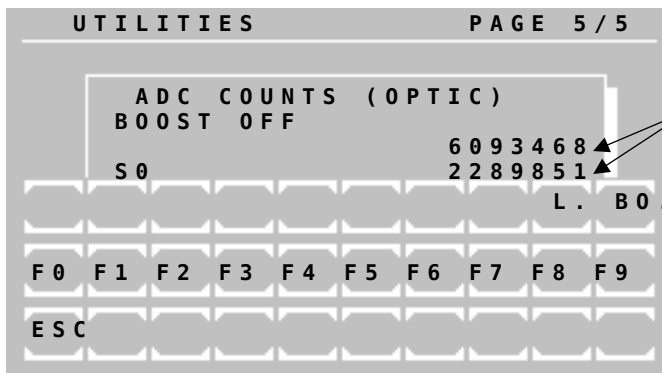 UTILITIES PAGE 5/5
ADC COUNTS (OPTIC)
BOOST OFF
6093468
S0 2289851
L. BO.
F0 F1 F2 F3 F4 F5 F6 F7 F8 F9
ESC